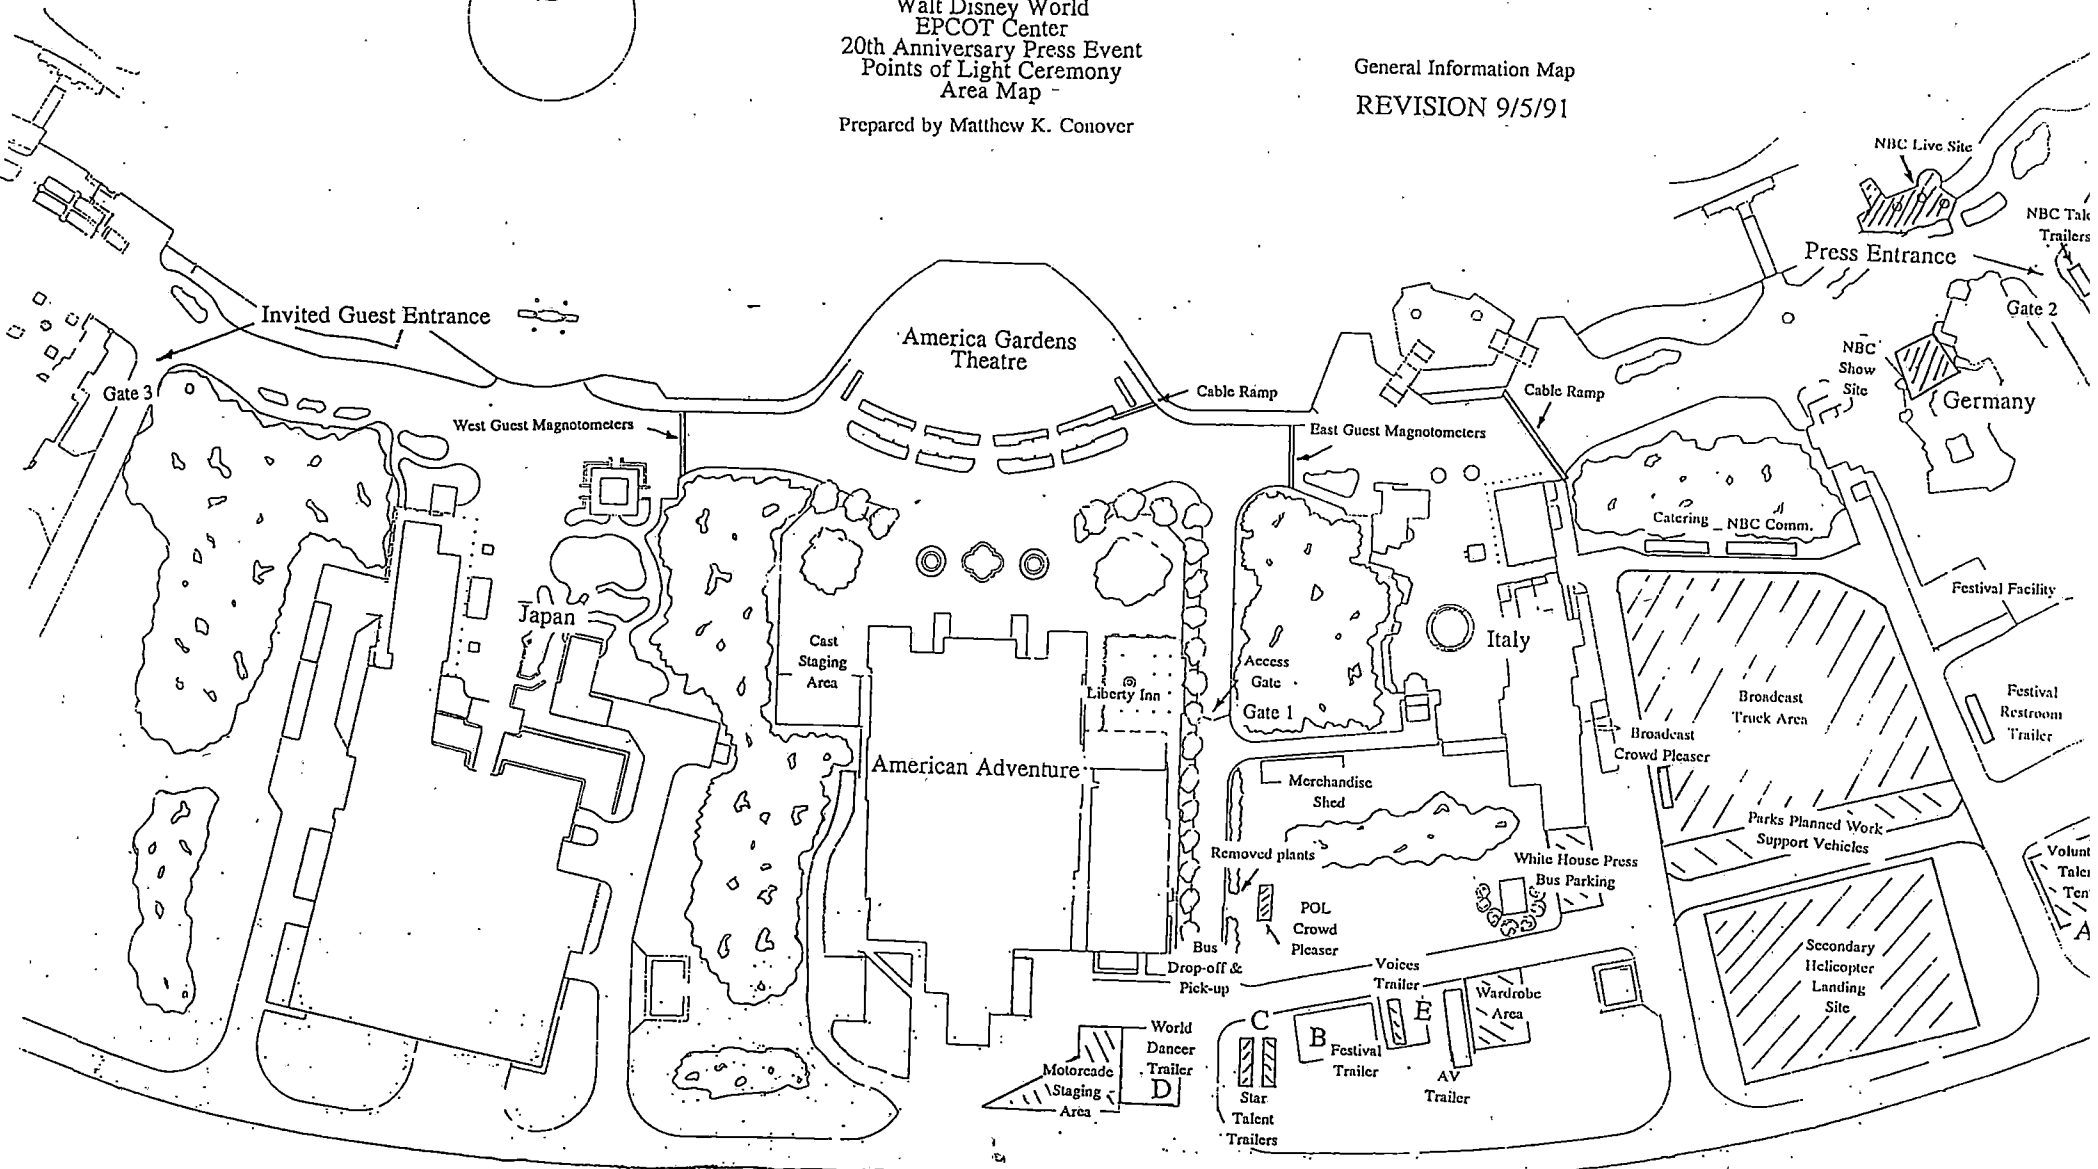 Walt Disney World
EPCOT Center
20th Anniversary Press Event
Points of Light Ceremony
Area Map -
Prepared by Matthew K. Conover
General Information Map
REVISION 9/5/91
NBC Live Site
NBC
Trailers
Press Entrance
Gate 2
Invited Guest Entrance
America Gardens
Theatre
NBC
Show
Site
Germany
Gate 3
Cable Ramp
Cable Ramp
West Guest Magnotometers
East Guest Magnotometers
Catering
NBC Comm.
Festival Facility
Japan
Cast
Staging
Area
Italy
Access
Gate
Liberty Inn
Gate 1
Broadcast
Truck Area
Festival
Restroom
Trailer
Broadcast
Crowd Pleaser
American Adventure
Merchandise
Shed
Parks Planned Work
Support Vehicles
Removed plants
White House Press
Bus Parking
POL
Crowd
Pleaser
A
Bus
Drop-off &
Pick-up
Voices
Trailer
Wardrobe
Area
Secondary
Helicopter
Landing
Site
C
B
E
Festival
Trailer
World
Dancer
Trailer
D
Motorcade
Staging
Area
AV
Trailer
Star
Talent
Trailers